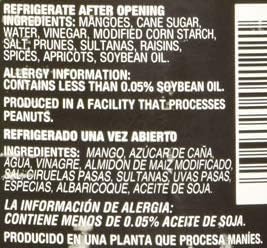 REFRIGERATE AFTER OPENING
INGREDIENTS: MANGOES, CANE SUGAR,
WATER, VINEGAR, MODIFIED CORN STARCH,
SALT, PRUNES, SULTANAS, RAISINS,
SPICES, APRICOTS, SOYBEAN OIL.
ALLERGY INFORMATION:
CONTAINS LESS THAN 0.05% SOYBEAN OIL.
PRODUCED IN A FACILITY THAT PROCESSES
PEANUTS.
REFRIGERADO UNA VEZ ABIERTO
INGREDIENTES: MANGO, AZÚCAR DE CAÑA,
AGUA, VINAGRE, ALMIDÓN DE MAÍZ MODIFICADO,
SAL, CIRUELAS PASAS, SULTANAS, UVAS PASAS,
ESPECIAS, ALBARICOQUE, ACEITE DE SOJA.
LA INFORMACIÓN DE ALERGIA:
CONTIENE MENOS DE 0.05% ACEITE DE SOJA.
PRODUCIDO EN UNA PLANTA QUE PROCESA MANÍES.